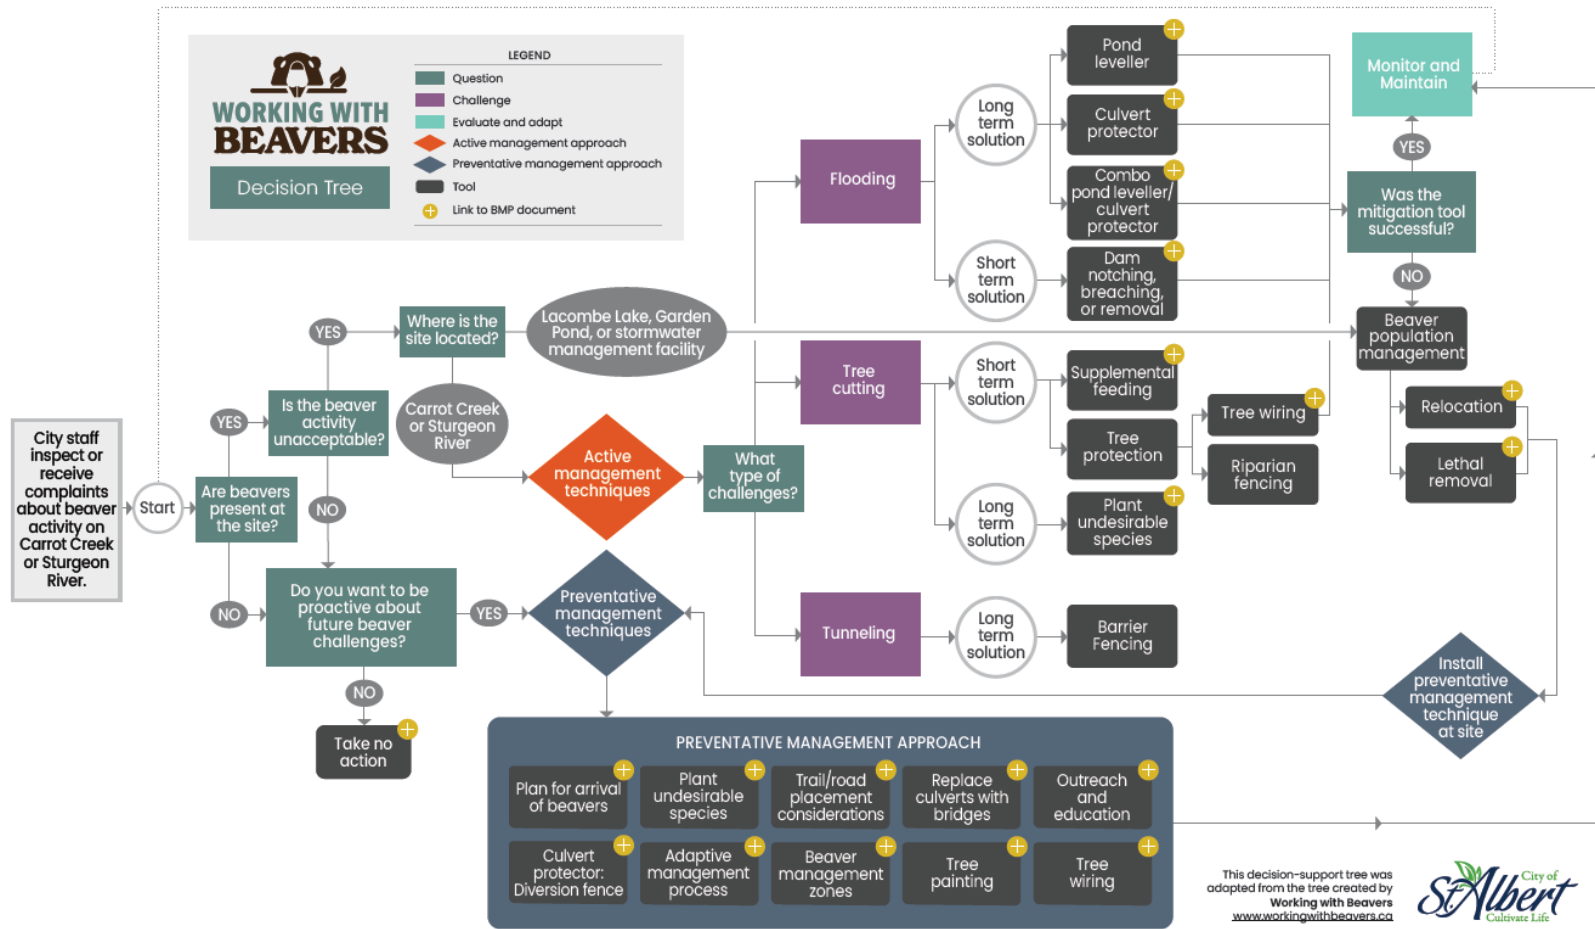 WORKING WITH
BEAVERS
Decision Tree
LEGEND
Question
Challenge
Evaluate and adapt
Active management approach
Preventative management approach
Tool
Link to BMP document
City staff
inspect or
receive
complaints
about beaver
activity on
Carrot Creek
or Sturgeon
River.
Start
Are beavers
present at
the site?
YES
NO
Is the beaver
activity
unacceptable?
YES
NO
Where is the
site located?
Lacombe Lake, Garden
Pond, or stormwater
management facility
Carrot Creek
or Sturgeon
River
Do you want to be
proactive about
future beaver
challenges?
YES
NO
Take no
action
Active
management
techniques
Preventative
management
techniques
What
type of
challenges?
Flooding
Long
term
solution
Pond
leveller
Culvert
protector
Combo
pond leveller/
culvert
protector
Short
term
solution
Dam
notching,
breaching,
or removal
Tree
cutting
Short
term
solution
Supplemental
feeding
Tree
protection
Tree wiring
Riparian
fencing
Long
term
solution
Plant
undesirable
species
Tunneling
Long
term
solution
Barrier
Fencing
Monitor and
Maintain
YES
Was the
mitigation tool
successful?
NO
Beaver
population
management
Relocation
Lethal
removal
Install
preventative
management
technique
at site
PREVENTATIVE MANAGEMENT APPROACH
Plan for arrival
of beavers
Plant
undesirable
species
Trail/road
placement
considerations
Replace
culverts with
bridges
Outreach
and
education
Culvert
protector:
Diversion fence
Adaptive
management
process
Beaver
management
zones
Tree
painting
Tree
wiring
This decision-support tree was
adapted from the tree created by
Working with Beavers
www.workingwithbeavers.ca
City of
St. Albert
Cultivate Life